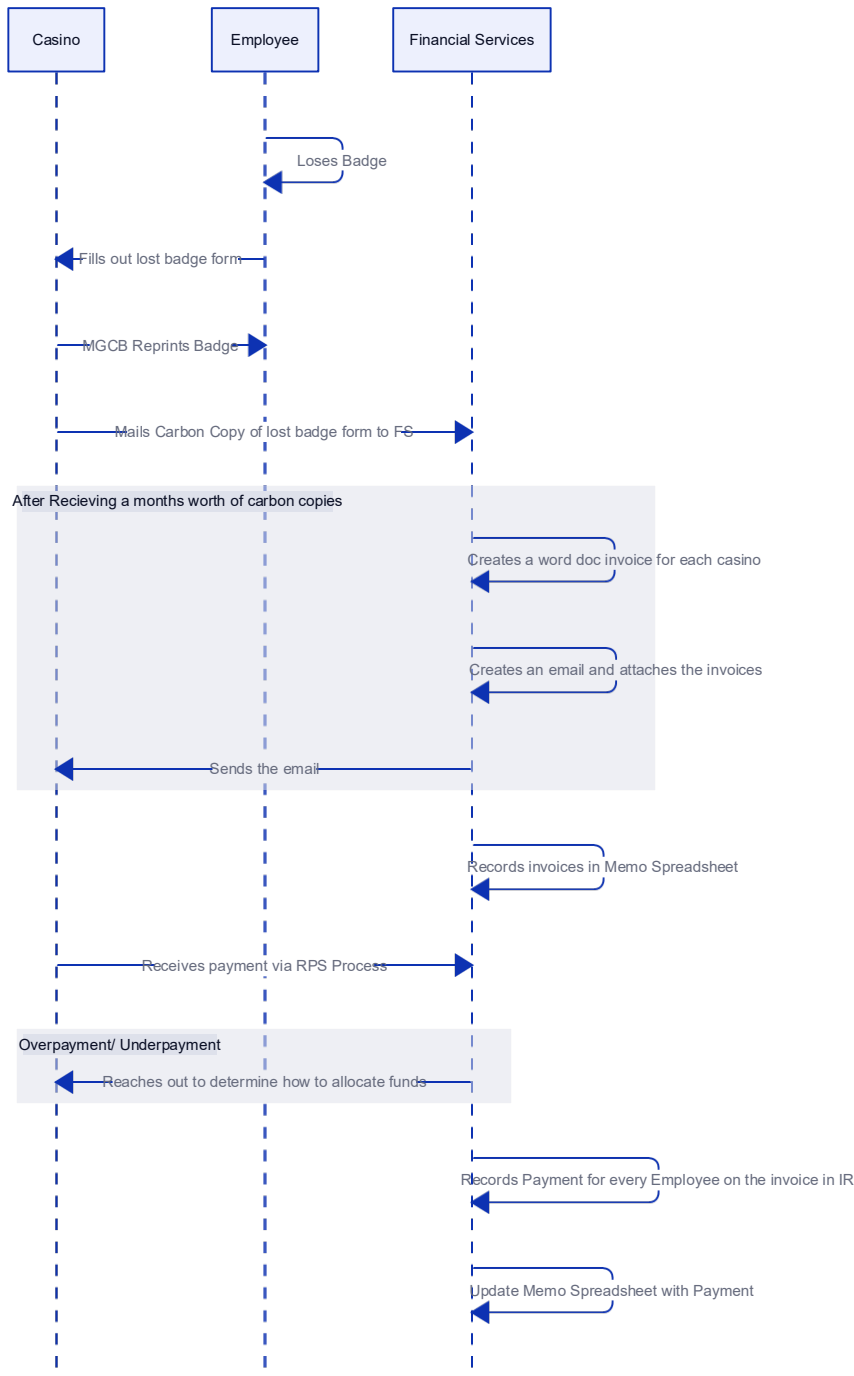 Casino
Employee
Financial Services
Loses Badge
Fills out lost badge form
MGCB Reprints Badge
Mails Carbon Copy of lost badge form to FS
After Recieving a months worth of carbon copies
Creates a word doc invoice for each casino
Creates an email and attaches the invoices
Sends the email
Records invoices in Memo Spreadsheet
Receives payment via RPS Process
Overpayment/ Underpayment
Reaches out to determine how to allocate funds
Records Payment for every Employee on the invoice in IR
Update Memo Spreadsheet with Payment